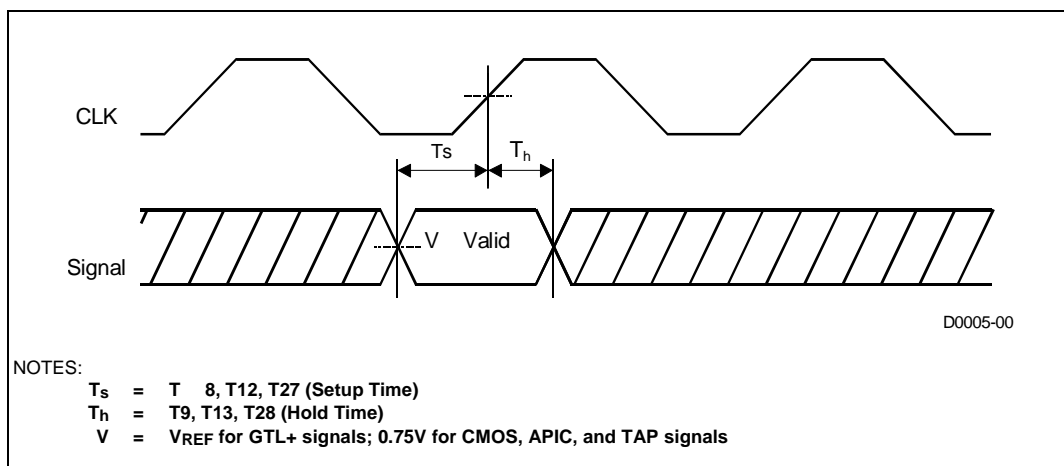 CLK
Ts Th
V Valid
Signal
D0005-00
NOTES:
Ts = T 8, T12, T27 (Setup Time)
Th = T9, T13, T28 (Hold Time)
V = VREF for GTL+ signals; 0.75V for CMOS, APIC, and TAP signals